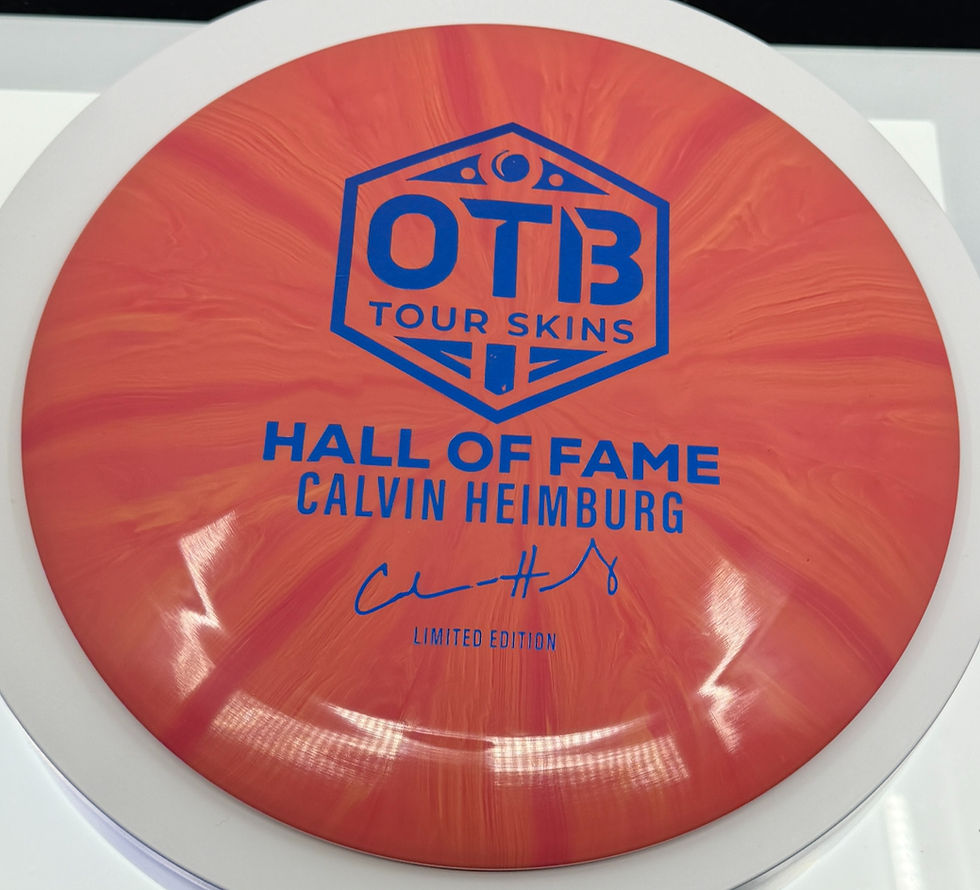 OTB
TOUR SKINS
HALL OF FAME
CALVIN HEIMBURG
LIMITED EDITION